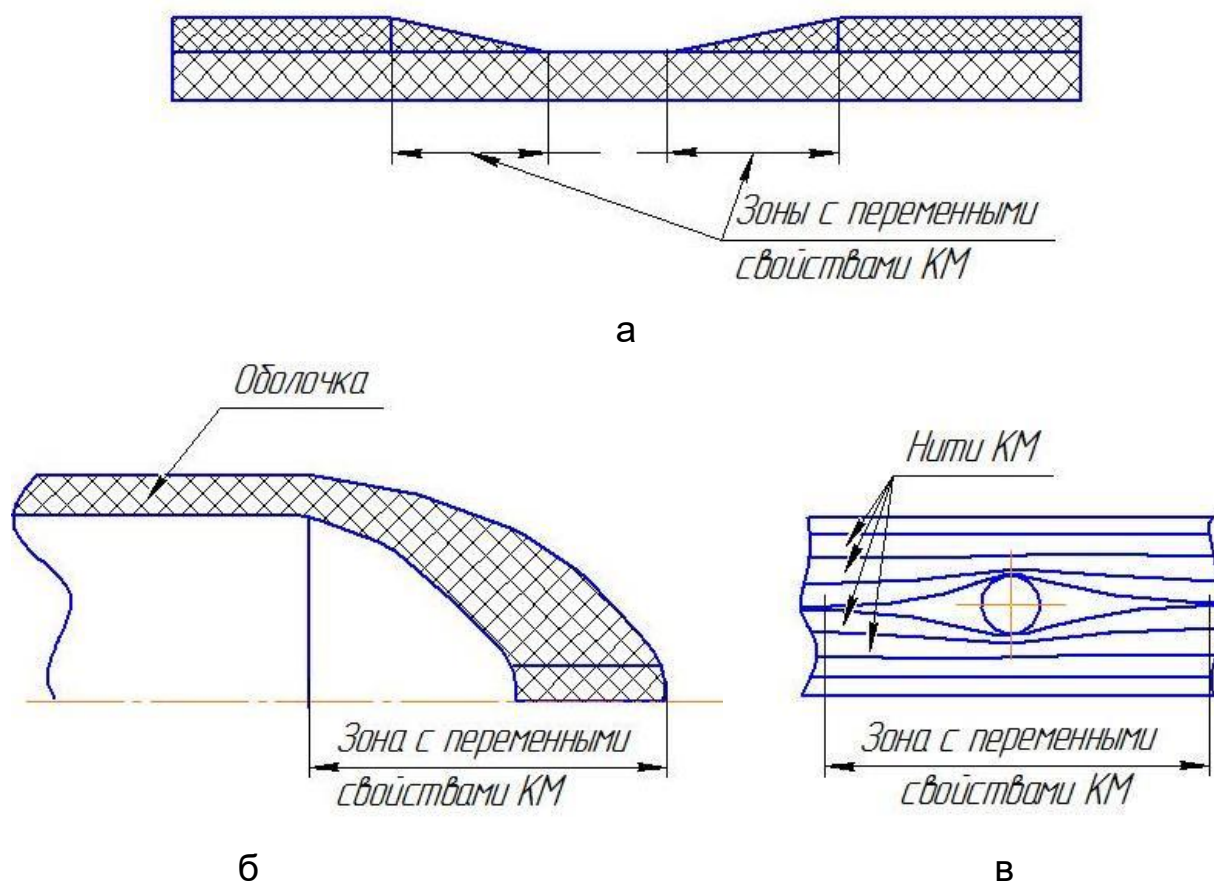 Зоны с переменными
свойствами КМ
а
Оболочка
Нити КМ
Зона с переменными
свойствами КМ
Зона с переменными
свойствами КМ
б
в